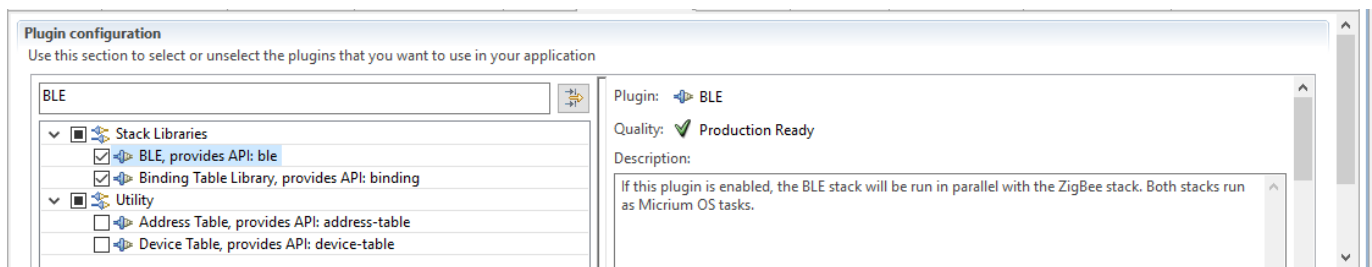 Plugin configuration
Use this section to select or unselect the plugins that you want to use in your application
BLE
Stack Libraries
BLE, provides API: ble
Binding Table Library, provides API: binding
Utility
Address Table, provides API: address-table
Device Table, provides API: device-table
Plugin: BLE
Quality: Production Ready
Description:
If this plugin is enabled, the BLE stack will be run in parallel with the ZigBee stack. Both stacks run
as Micrium OS tasks.